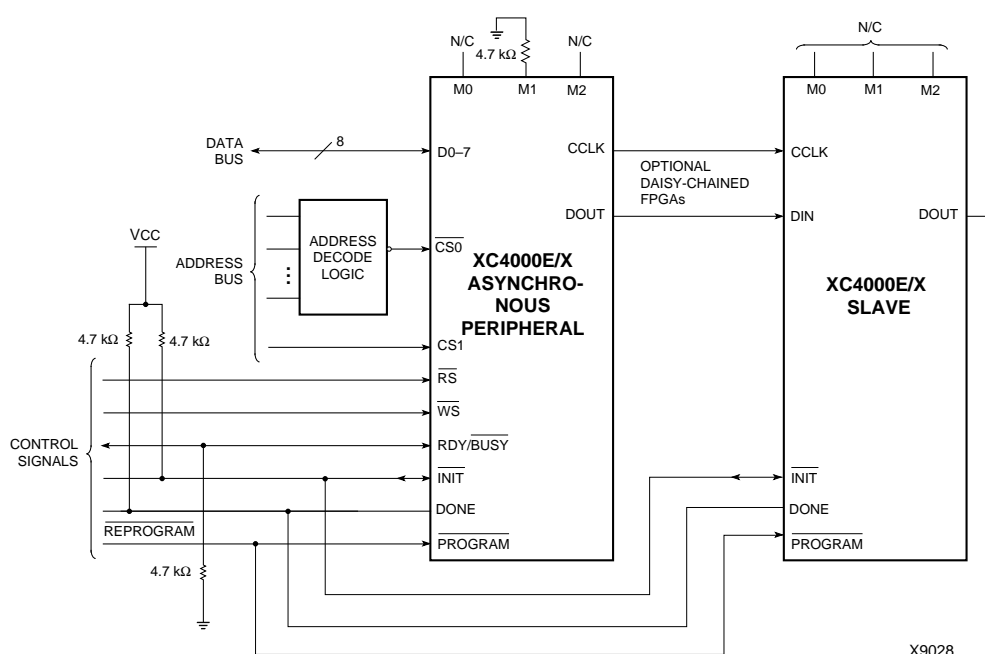 N/C
4.7 kΩ
N/C
N/C
M0
M1
M2
M0
M1
M2
DATA
BUS
8
D0–7
CCLK
CCLK
OPTIONAL
DAISY-CHAINED
FPGAs
DOUT
DIN
DOUT
VCC
ADDRESS
BUS
ADDRESS
DECODE
LOGIC
CS0
XC4000E/X
ASYNCHRO-
NOUS
PERIPHERAL
XC4000E/X
SLAVE
4.7 kΩ
4.7 kΩ
CS1
RS
WS
CONTROL
SIGNALS
RDY/BUSY
INIT
INIT
DONE
DONE
REPROGRAM
PROGRAM
PROGRAM
4.7 kΩ
X9028